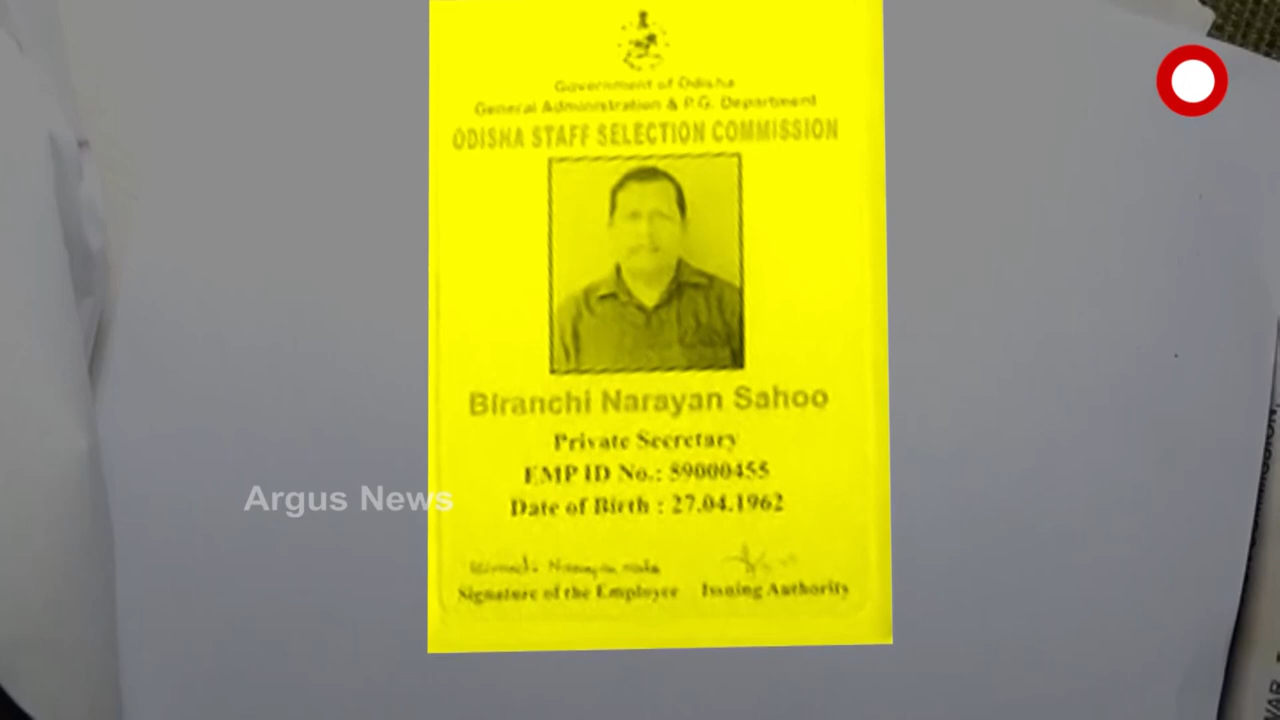 Government of Odisha
General Administration & P.G. Department
ODISHA STAFF SELECTION COMMISSION
Biranchi Narayan Sahoo
Private Secretary
EMP ID No.: 59000455
Date of Birth : 27.04.1962
Signature of the Employer Issuing Authority
Argus News